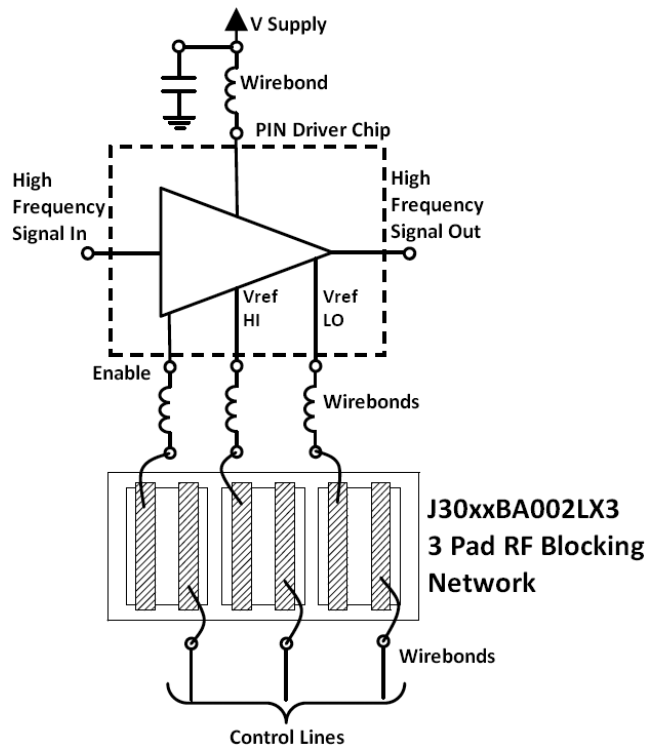 V Supply
Wirebond
PIN Driver Chip
High
Frequency
Signal In
High
Frequency
Signal Out
Vref
HI
Vref
LO
Enable
Wirebonds
J30xxBA002LX3
3 Pad RF Blocking
Network
Wirebonds
Control Lines